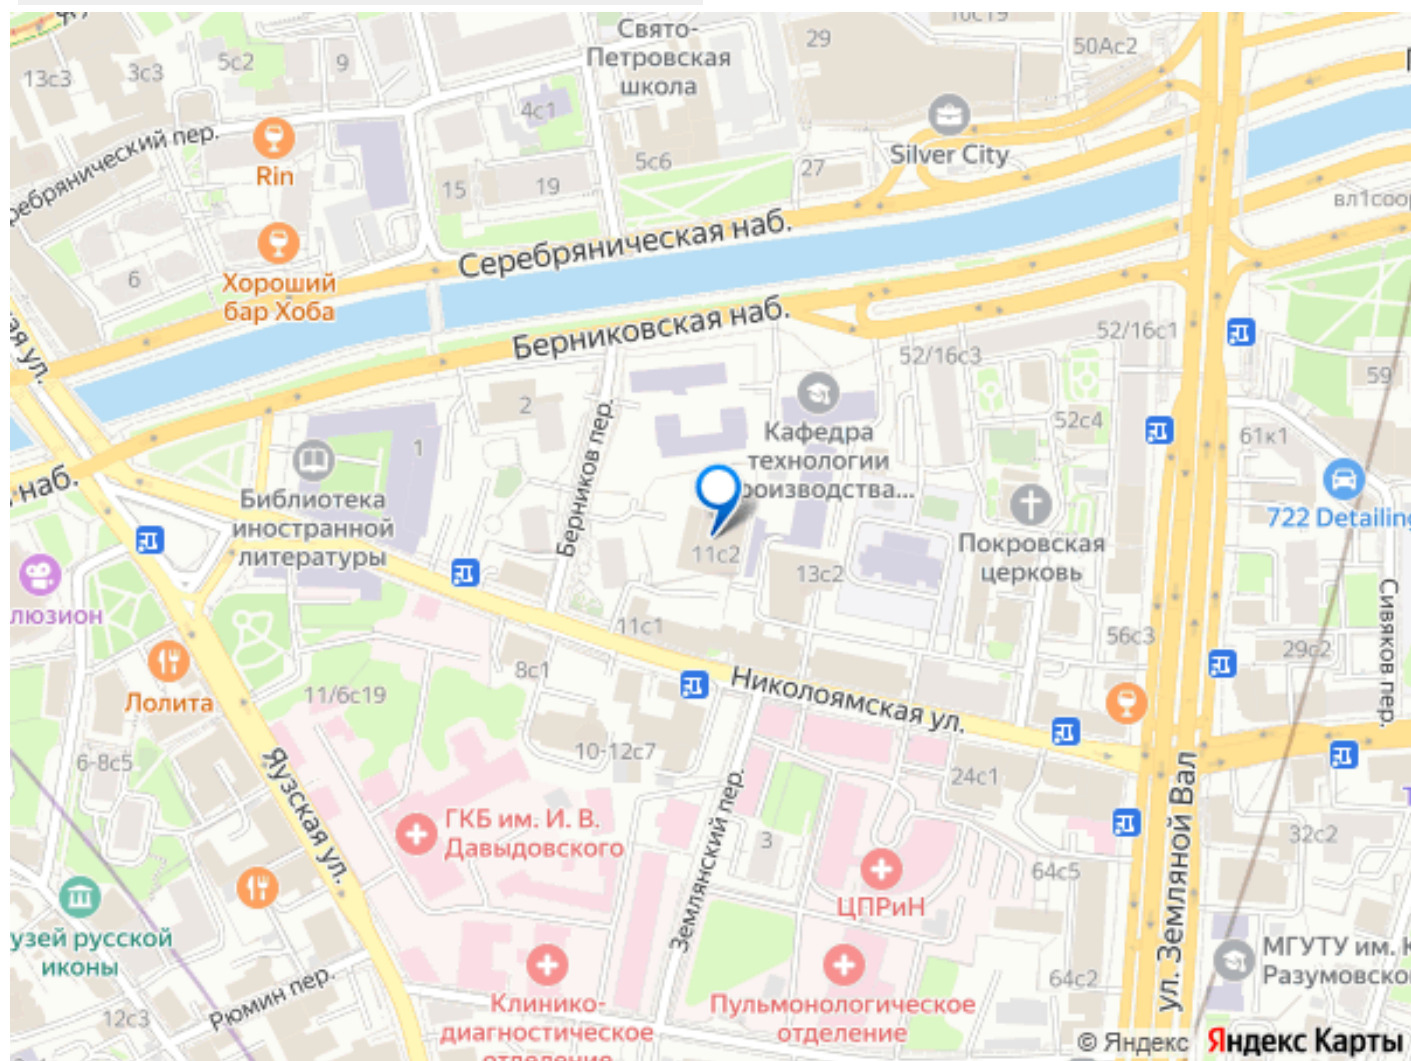 13с3
3с3
5с2
9
Свято-
Петровская
школа
29
10с19
50Ас2
4с1
Серебрянический пер.
Rin
15
19
5с6
27
Silver City
вл1соор
Серебряническая наб.
6
Хороший
бар Хоба
Берниковская наб.
52/16с1
52/16с3
59
2
1
Берников пер.
Кафедра
технологии
производства...
52с4
61к1
наб.
Библиотека
иностранной
литературы
722 Detailing
11с2
13с2
Покровская
церковь
люзион
Сивяков пер.
11с1
56с3
29с2
8с1
Лолита
11/6с19
Николоямская ул.
10-12с7
6-8с5
24с1
Яузская ул.
ул. Земляной Вал
ГКБ им. И. В.
Давыдовского
Землянский пер.
3
32с2
64с5
ЦПРиН
узей русской
иконы
МГУТУ им. К
Разумовско
64с2
Рюмин пер.
12с3
Клинико-
диагностическое
отделение
Пульмонологическое
отделение
© Яндекс Яндекс Карты